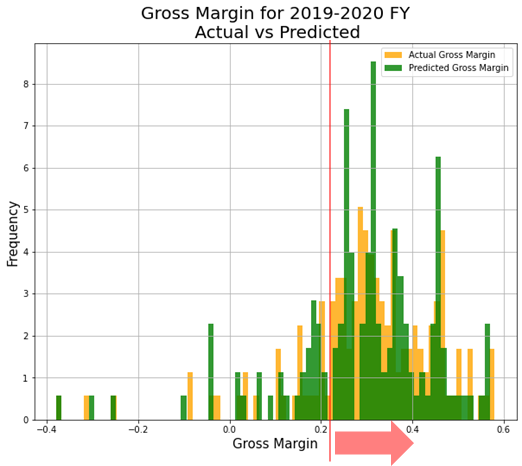 Gross Margin for 2019-2020 FY
Actual vs Predicted
Actual Gross Margin
Predicted Gross Margin
Frequency
8
7
6
5
4
3
2
1
0
−0.4
−0.2
0.0
0.2
0.4
0.6
Gross Margin